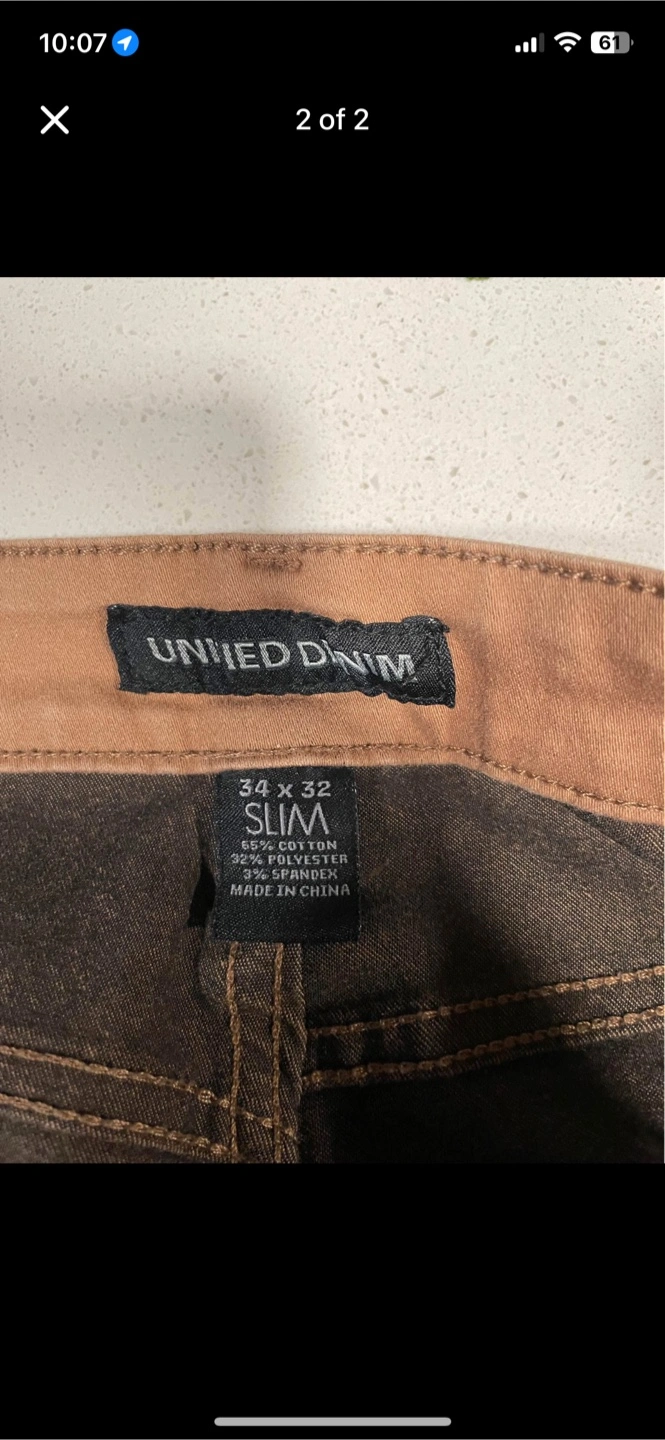 10:07
61
2 of 2
UNITED DENIM
34 x 32
SLIM
65% COTTON
32% POLYESTER
3% SPANDEX
MADE IN CHINA